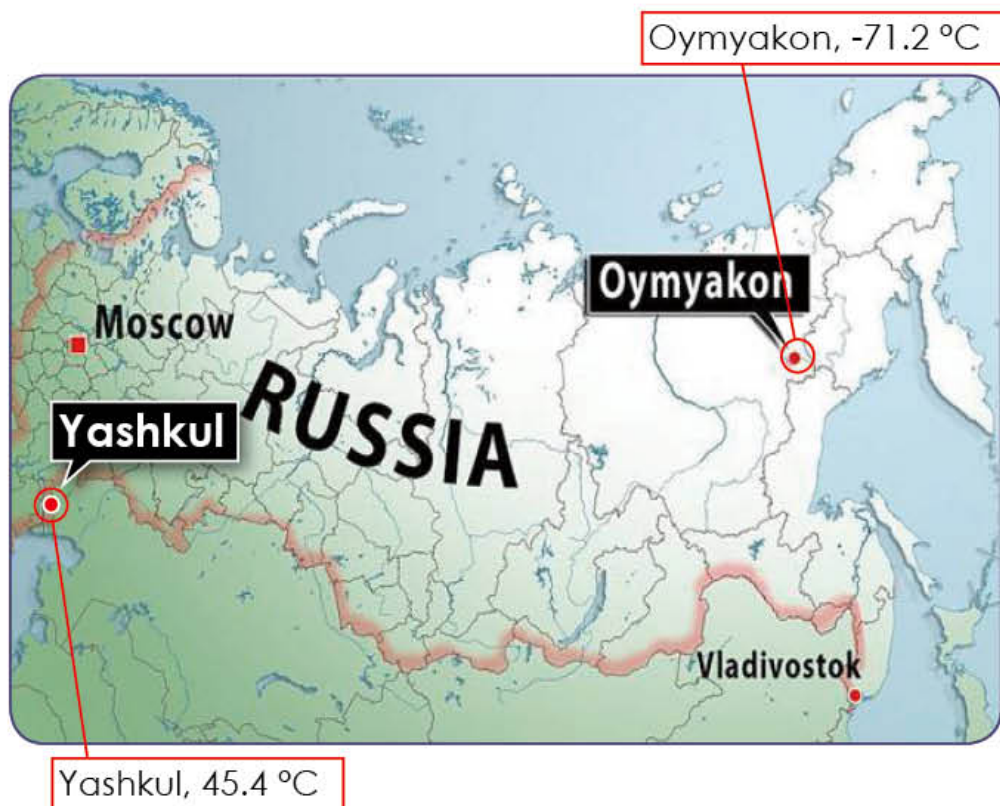 Oymyakon, -71.2 °C
Oymyakon
Moscow
RUSSIA
Yashkul
Vladivostok
Yashkul, 45.4 °C